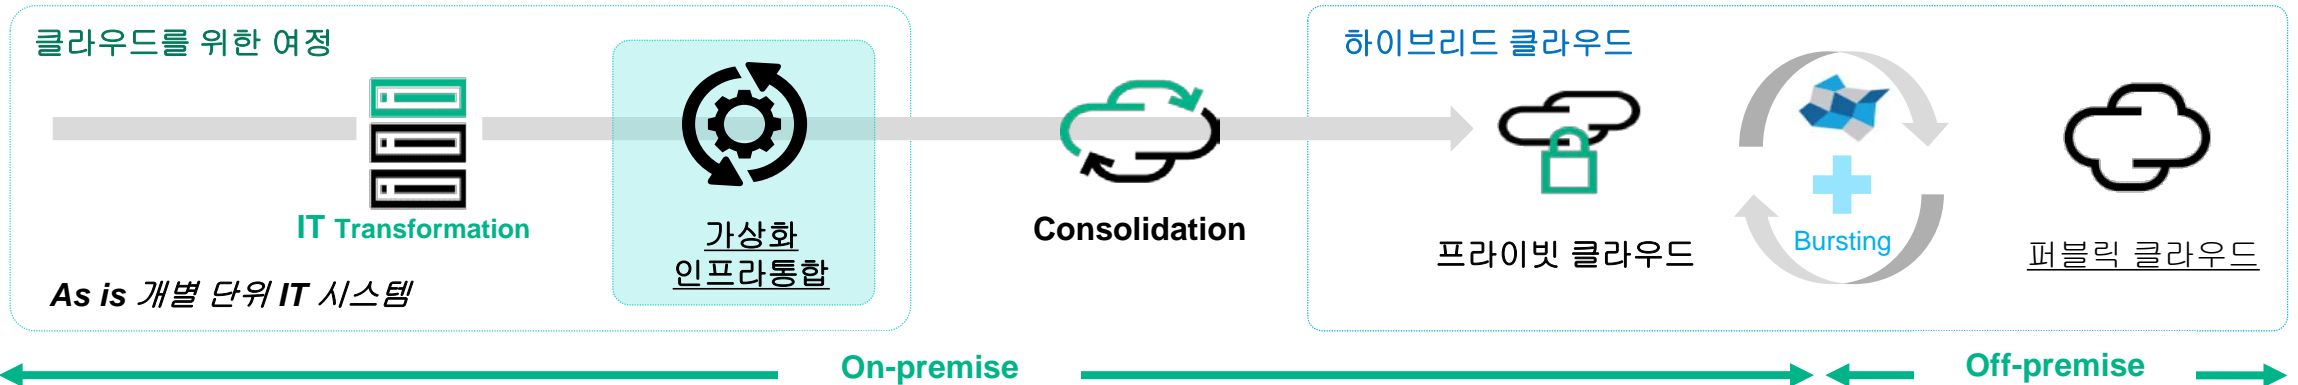 클라우드를 위한 여정
하이브리드 클라우드
IT Transformation
가상화
인프라통합
Consolidation
프라이빗 클라우드
Bursting
퍼블릭 클라우드
As is 개별 단위 IT 시스템
On-premise
Off-premise